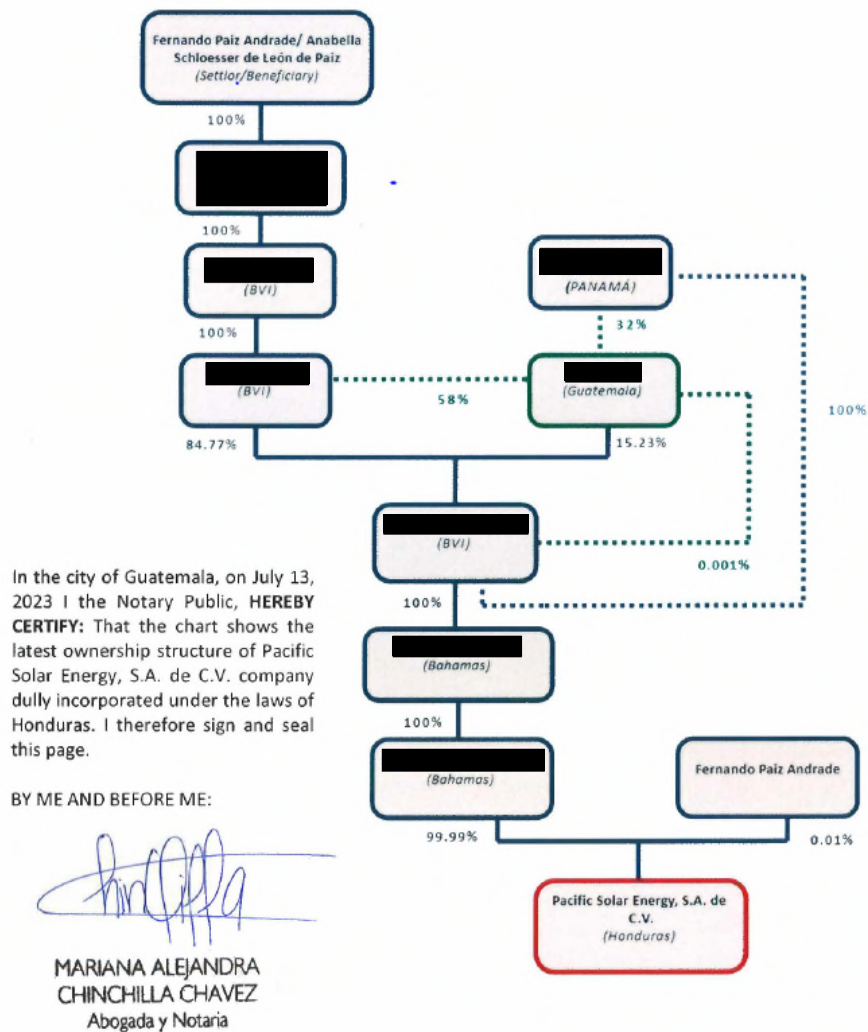 Fernando Paiz Andrade/ Anabella
Schloesser de León de Paiz
(Settlor/Beneficiary)
100%
100%
(BVI)
(PANAMÁ)
100%
32%
(BVI)
58%
(Guatemala)
100%
84.77%
15.23%
(BVI)
0.001%
100%
(Bahamas)
100%
(Bahamas)
Fernando Paiz Andrade
99.99%
0.01%
Pacific Solar Energy, S.A. de
C.V.
(Honduras)
In the city of Guatemala, on July 13,
2023 I the Notary Public, HEREBY
CERTIFY: That the chart shows the
latest ownership structure of Pacific
Solar Energy, S.A. de C.V. company
dully incorporated under the laws of
Honduras. I therefore sign and seal
this page.
BY ME AND BEFORE ME:
MARIANA ALEJANDRA
CHINCHILLA CHAVEZ
Abogada y Notaria